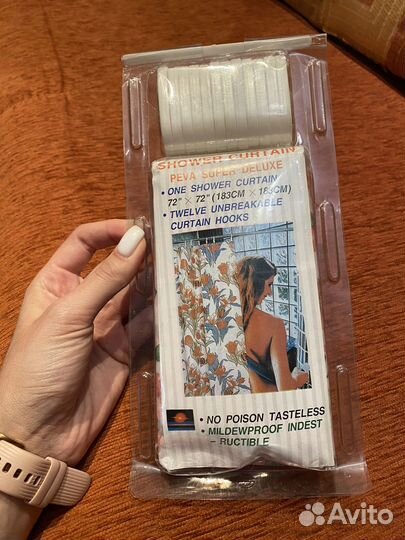 SHOWER CURTAIN
PEVA SUPER DELUXE
• ONE SHOWER CURTAIN
72" × 72" (183CM × 183CM)
• TWELVE UNBREAKABLE
CURTAIN HOOKS
• NO POISON TASTELESS
• MILDEWPROOF INDEST
- RUCTIBLE
Avito